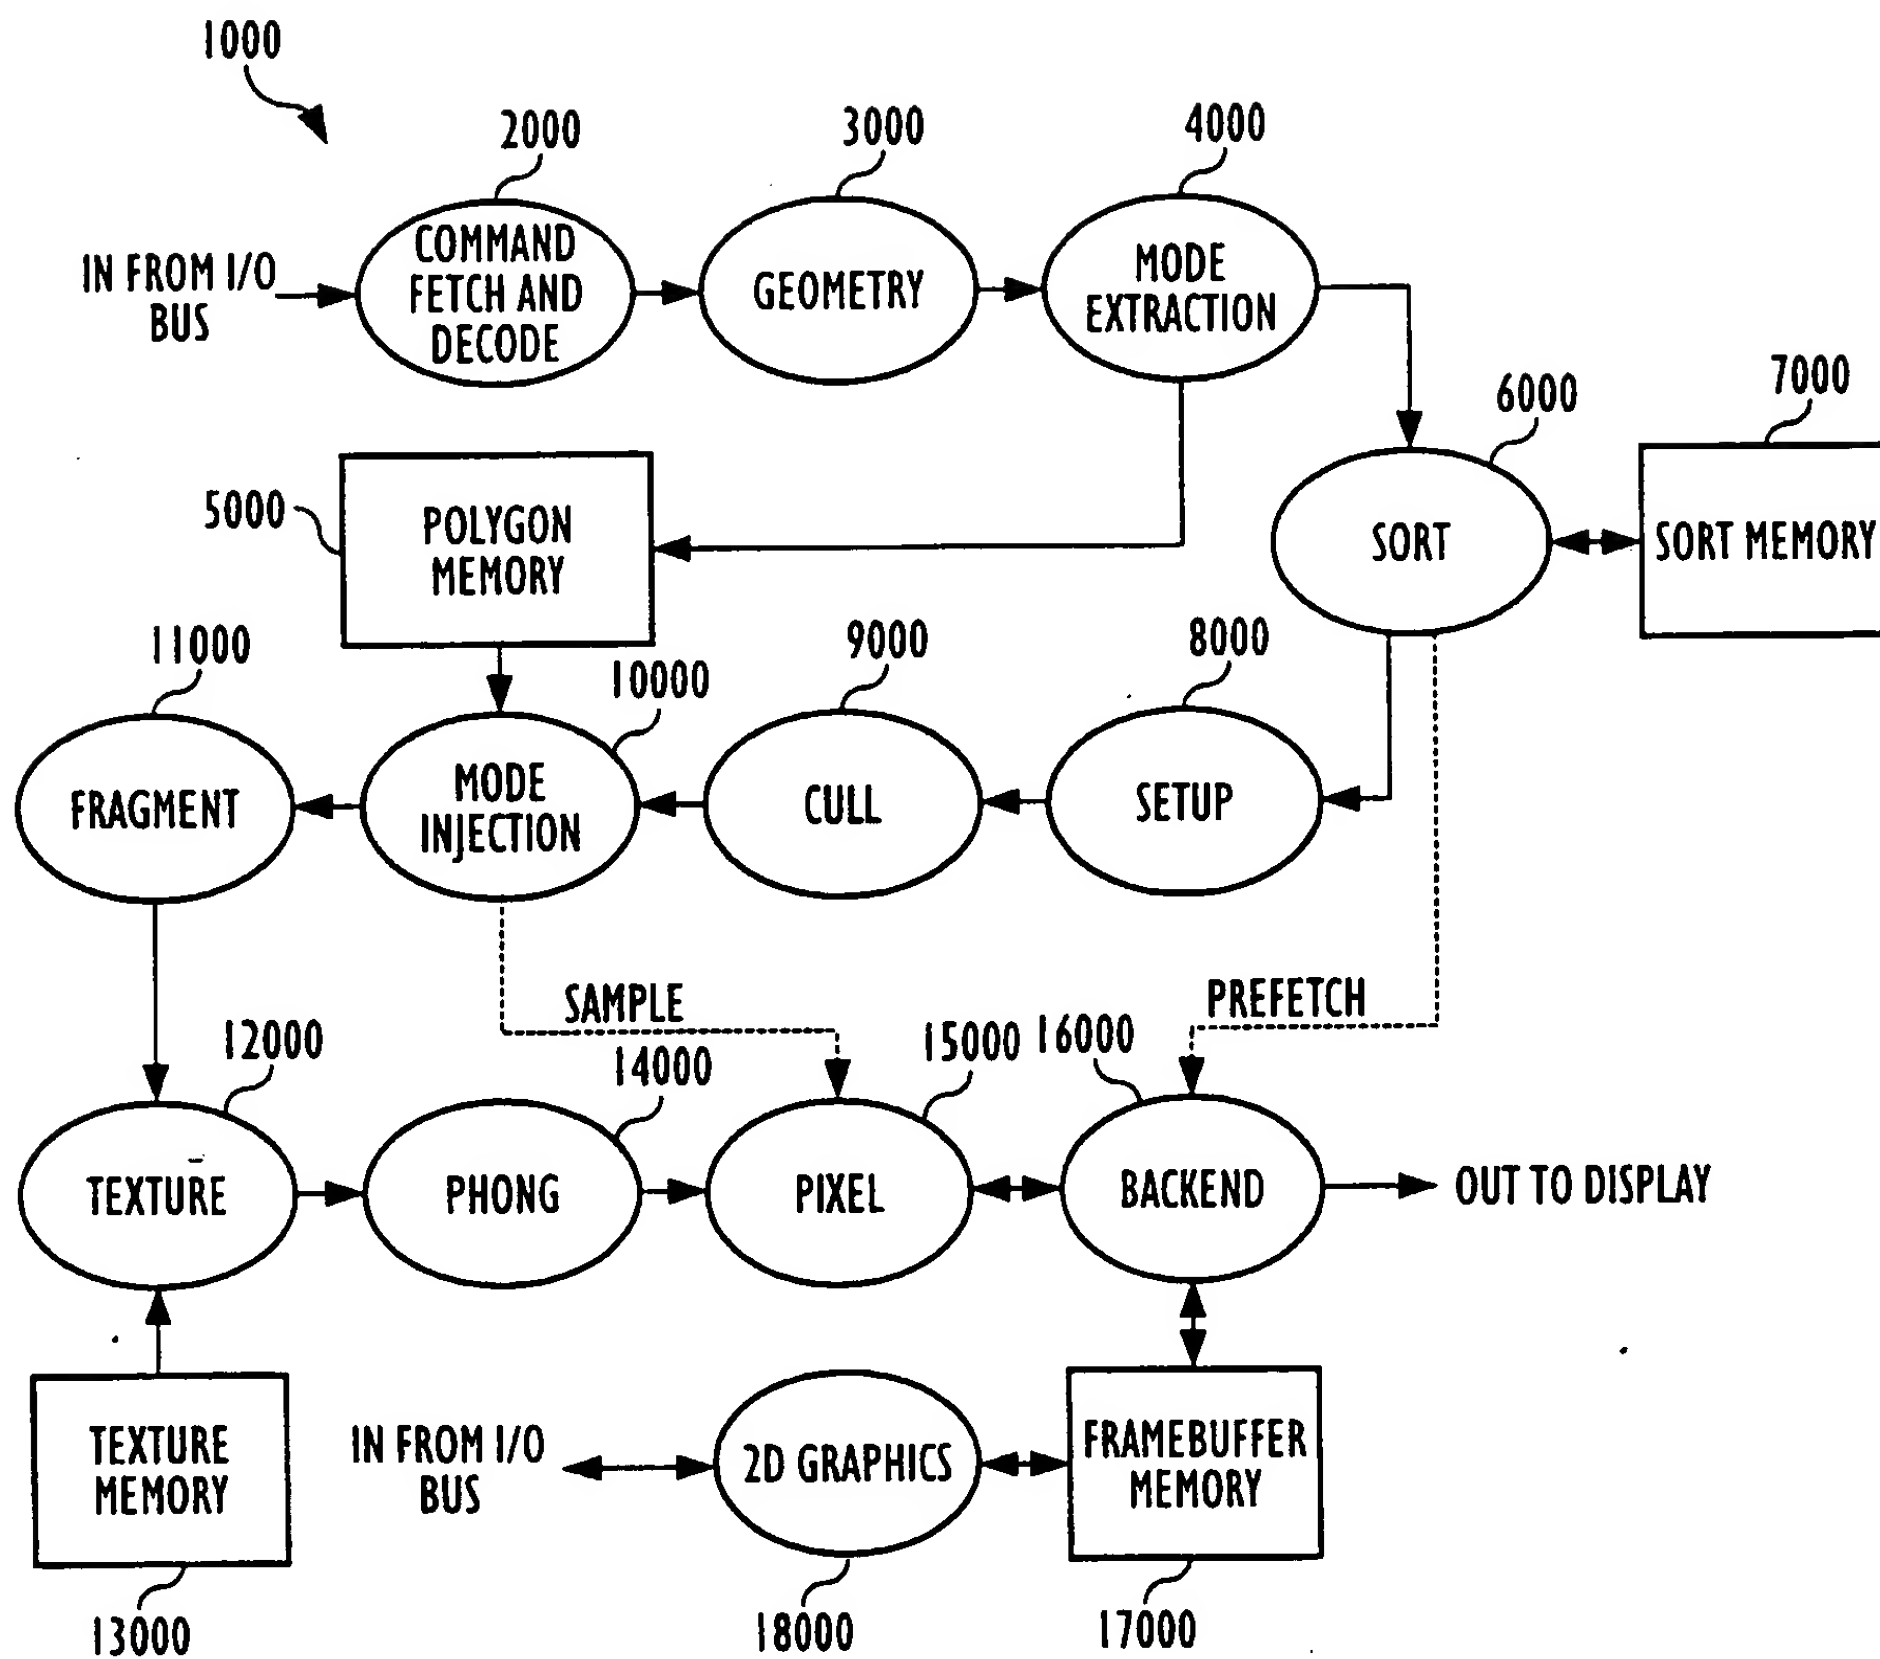 1000
2000
3000
4000
IN FROM I/O
BUS
COMMAND
FETCH AND
DECODE
GEOMETRY
MODE
EXTRACTION
6000
7000
5000
POLYGON
MEMORY
SORT
SORT MEMORY
11000
10000
9000
8000
FRAGMENT
MODE
INJECTION
CULL
SETUP
SAMPLE
PREFETCH
12000
14000
15000
16000
TEXTURE
PHONG
PIXEL
BACKEND
OUT TO DISPLAY
TEXTURE
MEMORY
IN FROM I/O
BUS
2D GRAPHICS
FRAMEBUFFER
MEMORY
13000
18000
17000